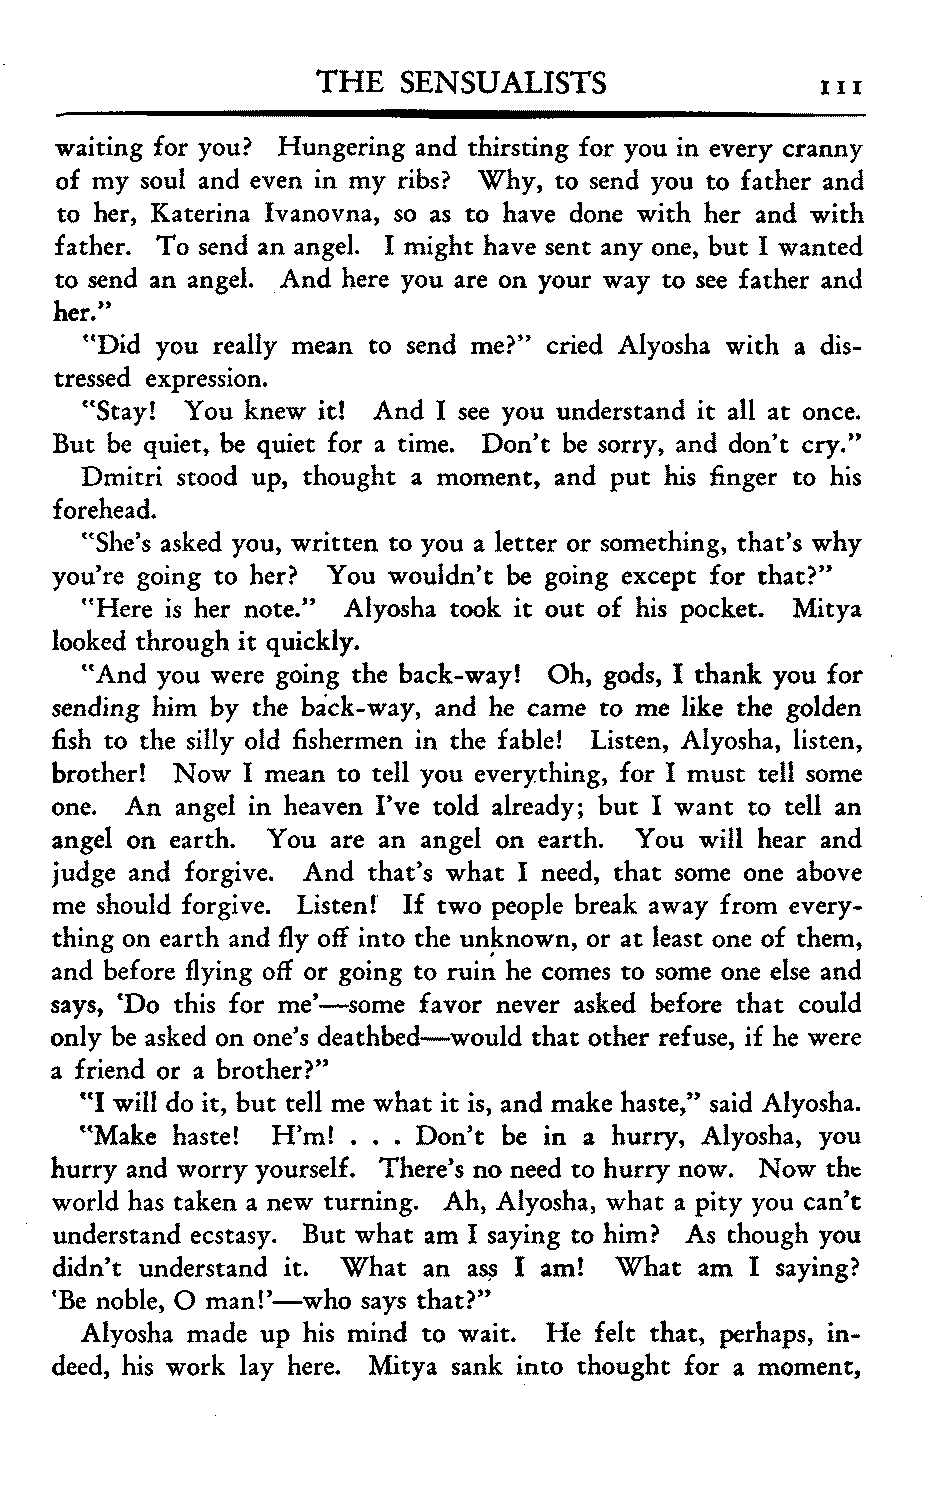 THE SENSUALISTS 111
waiting for you? Hungering and thirsting for you in every cranny
of my soul and even in my ribs? Why, to send you to father and
to her, Katerina Ivanovna, so as to have done with her and with
father. To send an angel. I might have sent any one, but I wanted
to send an angel. And here you are on your way to see father and
her."
"Did you really mean to send me?" cried Alyosha with a dis-
tressed expression.
"Stay! You knew it! And I see you understand it all at once.
But be quiet, be quiet for a time. Don't be sorry, and don't cry."
Dmitri stood up, thought a moment, and put his finger to his
forehead.
"She's asked you, written to you a letter or something, that's why
you're going to her? You wouldn't be going except for that?"
"Here is her note." Alyosha took it out of his pocket. Mitya
looked through it quickly.
"And you were going the back-way! Oh, gods, I thank you for
sending him by the back-way, and he came to me like the golden
fish to the silly old fishermen in the fable! Listen, Alyosha, listen,
brother! Now I mean to tell you everything, for I must tell some
one. An angel in heaven I've told already; but I want to tell an
angel on earth. You are an angel on earth. You will hear and
judge and forgive. And that's what I need, that some one above
me should forgive. Listen! If two people break away from every-
thing on earth and fly off into the unknown, or at least one of them,
and before flying off or going to ruin he comes to some one else and
says, 'Do this for me'—some favor never asked before that could
only be asked on one's deathbed—would that other refuse, if he were
a friend or a brother?"
"I will do it, but tell me what it is, and make haste," said Alyosha.
"Make haste! H'm! . . . Don't be in a hurry, Alyosha, you
hurry and worry yourself. There's no need to hurry now. Now the
world has taken a new turning. Ah, Alyosha, what a pity you can't
understand ecstasy. But what am I saying to him? As though you
didn't understand it. What an ass I am! What am I saying?
'Be noble, O man!'—who says that?"
Alyosha made up his mind to wait. He felt that, perhaps, in-
deed, his work lay here. Mitya sank into thought for a moment,